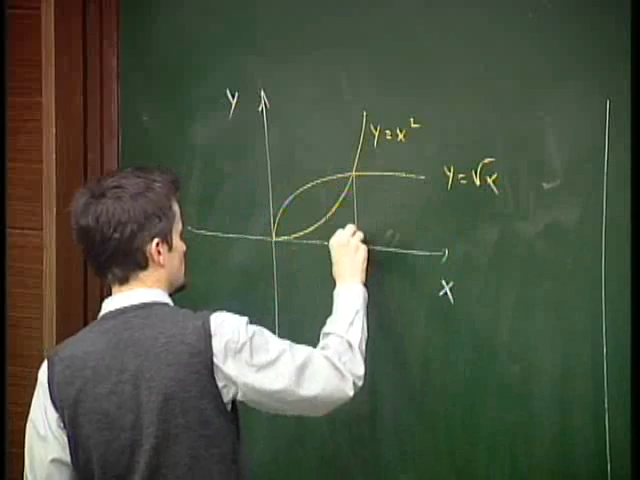 y
y = x²
y = √x
x